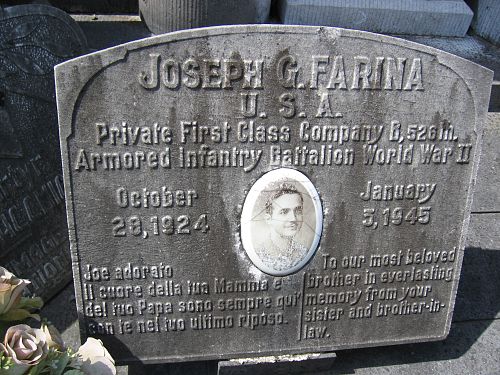 JOSEPH G. FARINA
U. S. A.
Private First Class Company B, 526th.
Armored Infantry Battalion World War II
October
28, 1924
January
5, 1945
Joe adorato
Il cuore della tua Mamma e
del tuo Papa sono sempre qui
con te nel tuo ultimo riposo.
To our most beloved
brother in everlasting
memory from your
sister and brother-in-
law.